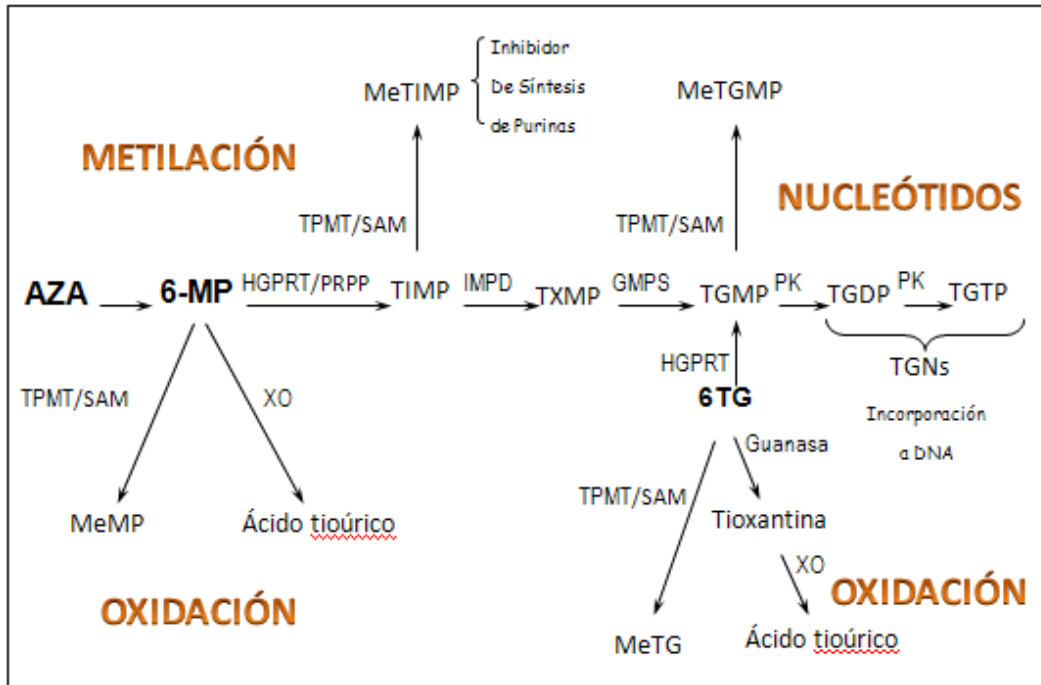 Inhibidor
De Síntesis
de Purinas
MeTIMP
MeTGMP
METILACIÓN
NUCLEÓTIDOS
TPMT/SAM
TPMT/SAM
AZA
6-MP
HGPRT/PRPP
TIMP
IMPD
TXMP
GMPS
TGMP
PK
TGDP
PK
TGTP
TGNs
HGPRT
6TG
Incorporación
a DNA
TPMT/SAM
XO
Guanasa
TPMT/SAM
MeMP
Ácido tioúrico
Tioxantina
XO
OXIDACIÓN
OXIDACIÓN
MeTG
Ácido tioúrico